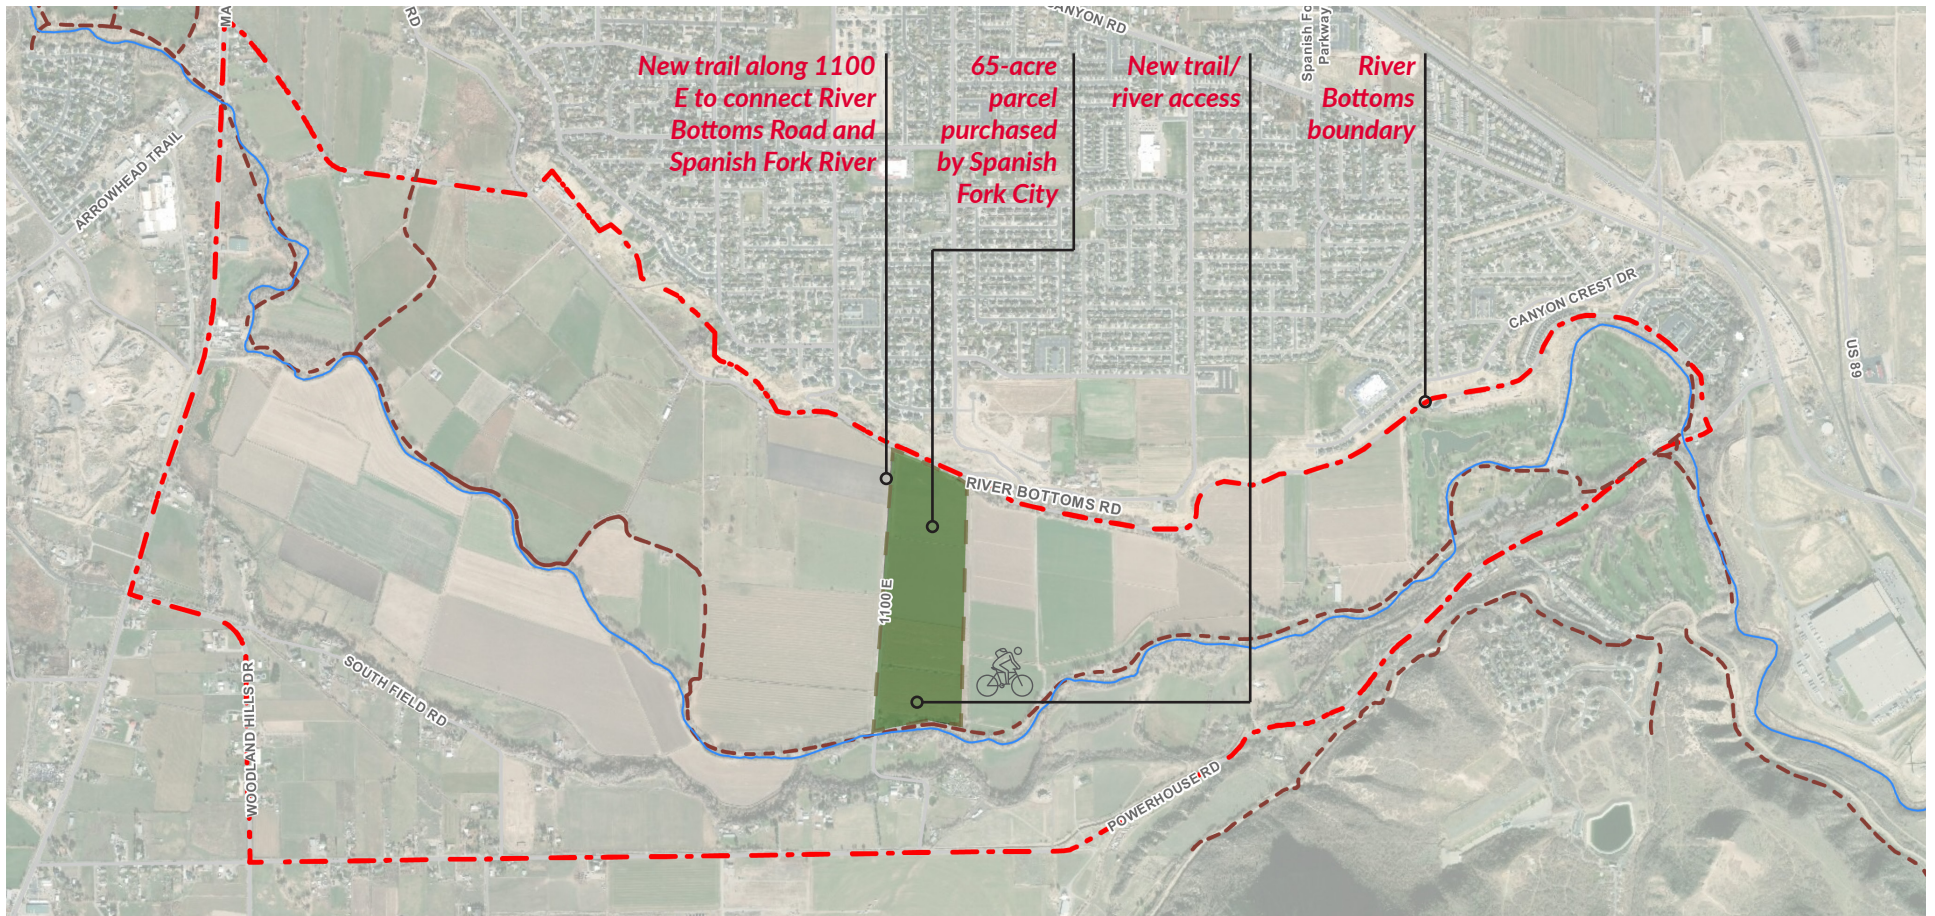 MA
RD
CANYON RD
Spanish Fo
Parkway
New trail along 1100
E to connect River
Bottoms Road and
Spanish Fork River
65-acre
parcel
purchased
by Spanish
Fork City
New trail/
river access
River
Bottoms
boundary
ARROWHEAD TRAIL
CANYON CREST DR
US 89
RIVER BOTTOMS RD
1100 E
SOUTH FIELD RD
WOODLAND HILLS DR
POWERHOUSE RD